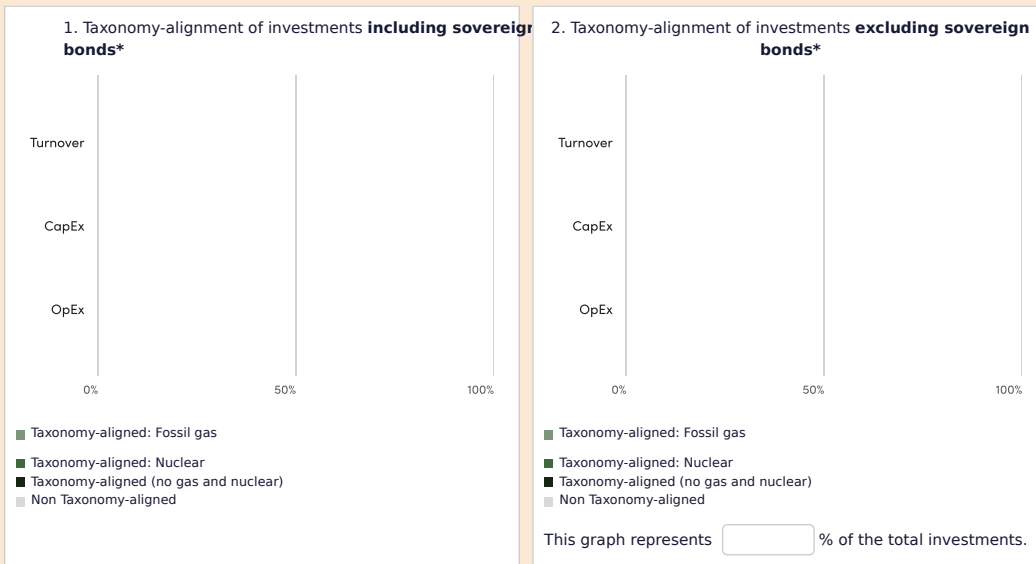 1. Taxonomy-alignment of investments including sovereign
bonds*
Turnover
CapEx
OpEx
0% 50% 100%
Taxonomy-aligned: Fossil gas
Taxonomy-aligned: Nuclear
Taxonomy-aligned (no gas and nuclear)
Non Taxonomy-aligned
2. Taxonomy-alignment of investments excluding sovereign
bonds*
Turnover
CapEx
OpEx
0% 50% 100%
Taxonomy-aligned: Fossil gas
Taxonomy-aligned: Nuclear
Taxonomy-aligned (no gas and nuclear)
Non Taxonomy-aligned
This graph represents % of the total investments.